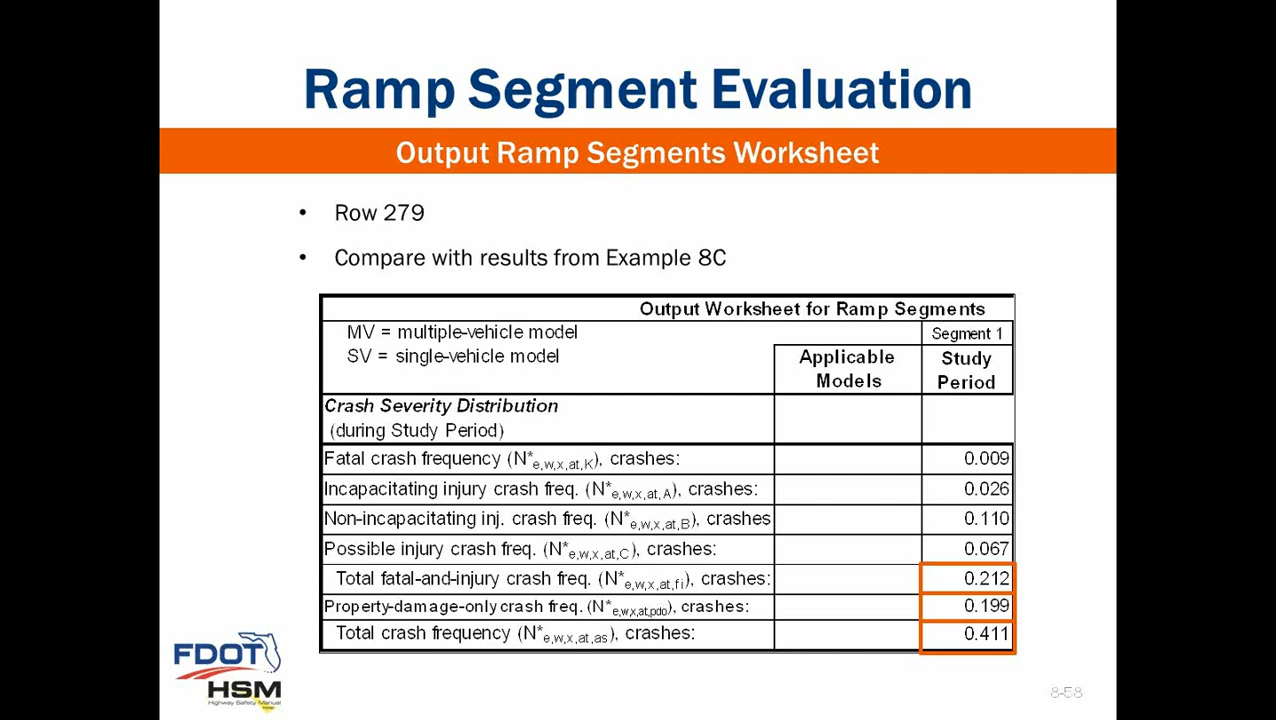 Ramp Segment Evaluation
Output Ramp Segments Worksheet
• Row 279
• Compare with results from Example 8C
Output Worksheet for Ramp Segments
MV = multiple-vehicle model
Segment 1
SV = single-vehicle model
Applicable Models
Study Period
Crash Severity Distribution
(during Study Period)
Fatal crash frequency (N*e,w,x,at,K), crashes: 0.009
Incapacitating injury crash freq. (N*e,w,x,at,A), crashes: 0.026
Non-incapacitating inj. crash freq. (N*e,w,x,at,B), crashes 0.110
Possible injury crash freq. (N*e,w,x,at,C), crashes: 0.067
Total fatal-and-injury crash freq. (N*e,w,x,at,fi), crashes: 0.212
Property-damage-only crash freq. (N*e,w,x,at,pdo), crashes: 0.199
Total crash frequency (N*e,w,x,at,as), crashes: 0.411
FDOT
HSM
Highway Safety Manual
8-58